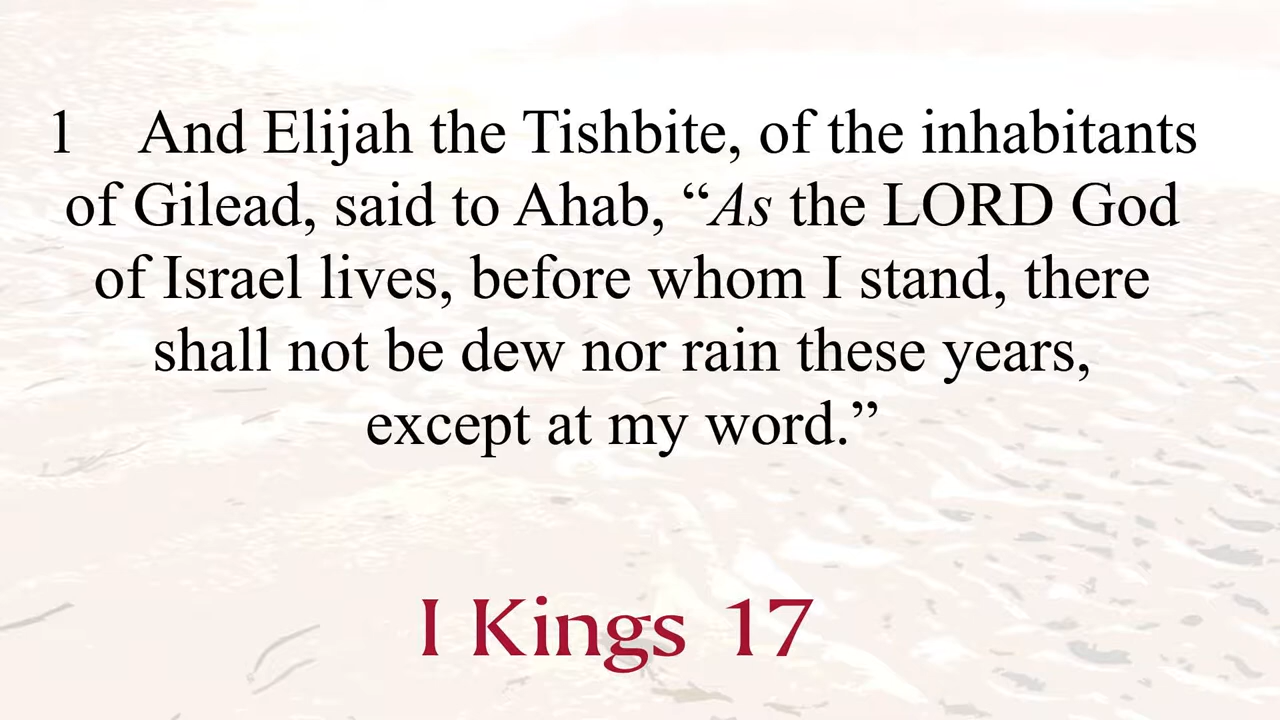 1 And Elijah the Tishbite, of the inhabitants
of Gilead, said to Ahab, “As the LORD God
of Israel lives, before whom I stand, there
shall not be dew nor rain these years,
except at my word.”
I Kings 17